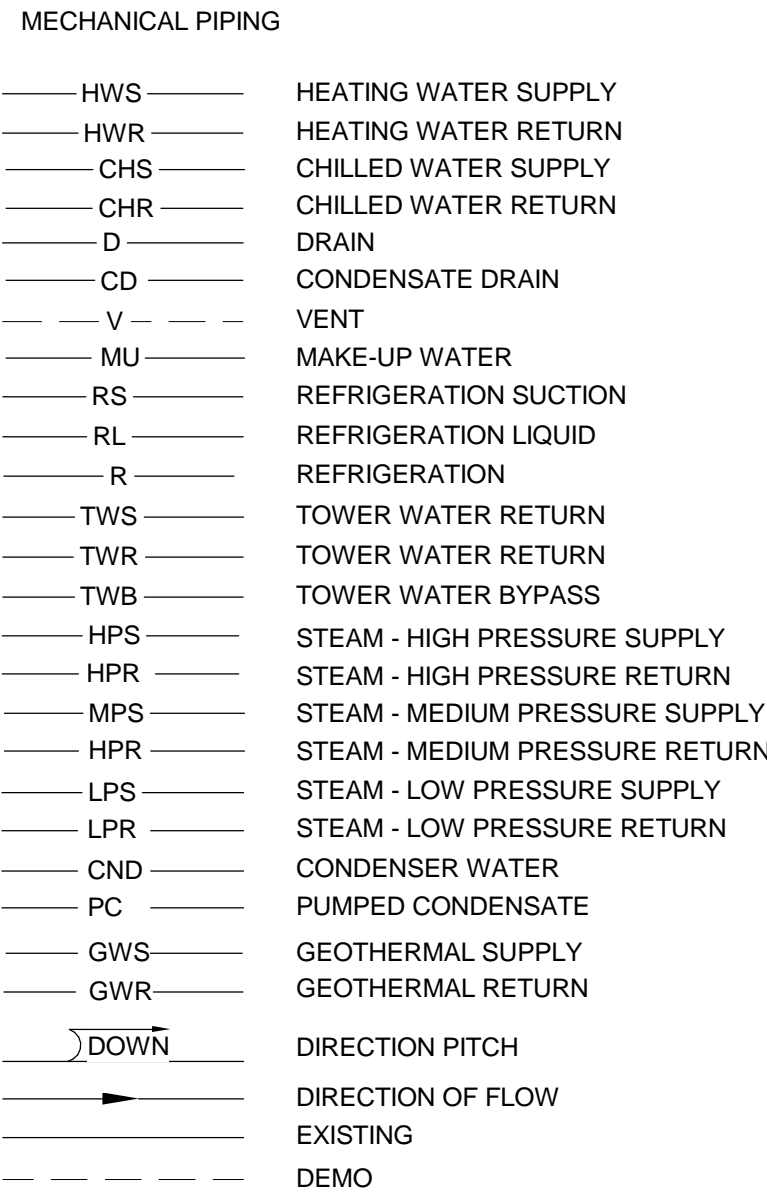 MECHANICAL PIPING
HWS HEATING WATER SUPPLY
HWR HEATING WATER RETURN
CHS CHILLED WATER SUPPLY
CHR CHILLED WATER RETURN
D DRAIN
CD CONDENSATE DRAIN
V VENT
MU MAKE-UP WATER
RS REFRIGERATION SUCTION
RL REFRIGERATION LIQUID
R REFRIGERATION
TWS TOWER WATER RETURN
TWR TOWER WATER RETURN
TWB TOWER WATER BYPASS
HPS STEAM - HIGH PRESSURE SUPPLY
HPR STEAM - HIGH PRESSURE RETURN
MPS STEAM - MEDIUM PRESSURE SUPPLY
HPR STEAM - MEDIUM PRESSURE RETURN
LPS STEAM - LOW PRESSURE SUPPLY
LPR STEAM - LOW PRESSURE RETURN
CND CONDENSER WATER
PC PUMPED CONDENSATE
GWS GEOTHERMAL SUPPLY
GWR GEOTHERMAL RETURN
DOWN DIRECTION PITCH
DIRECTION OF FLOW
EXISTING
DEMO